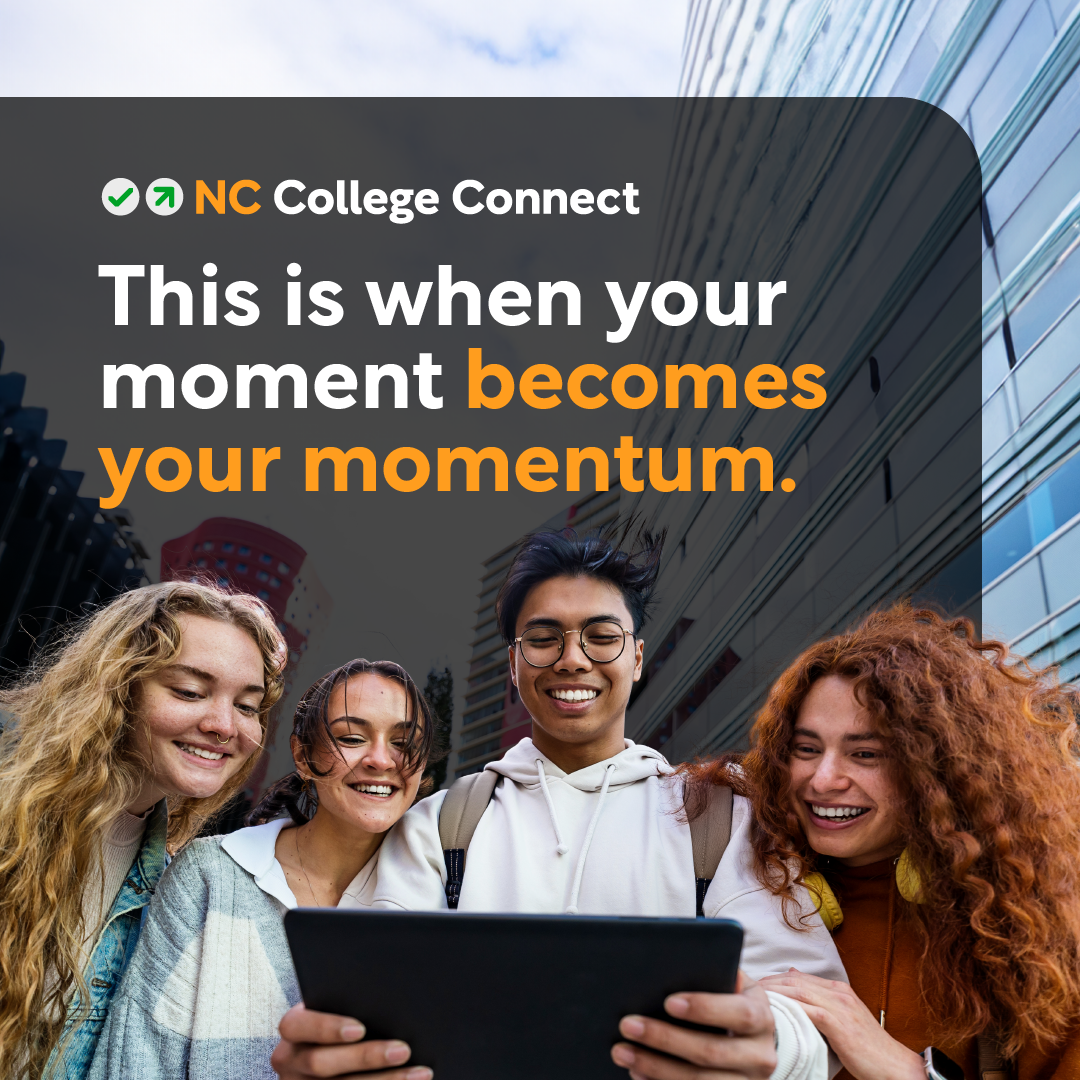 NC College Connect
This is when your
moment becomes
your momentum.